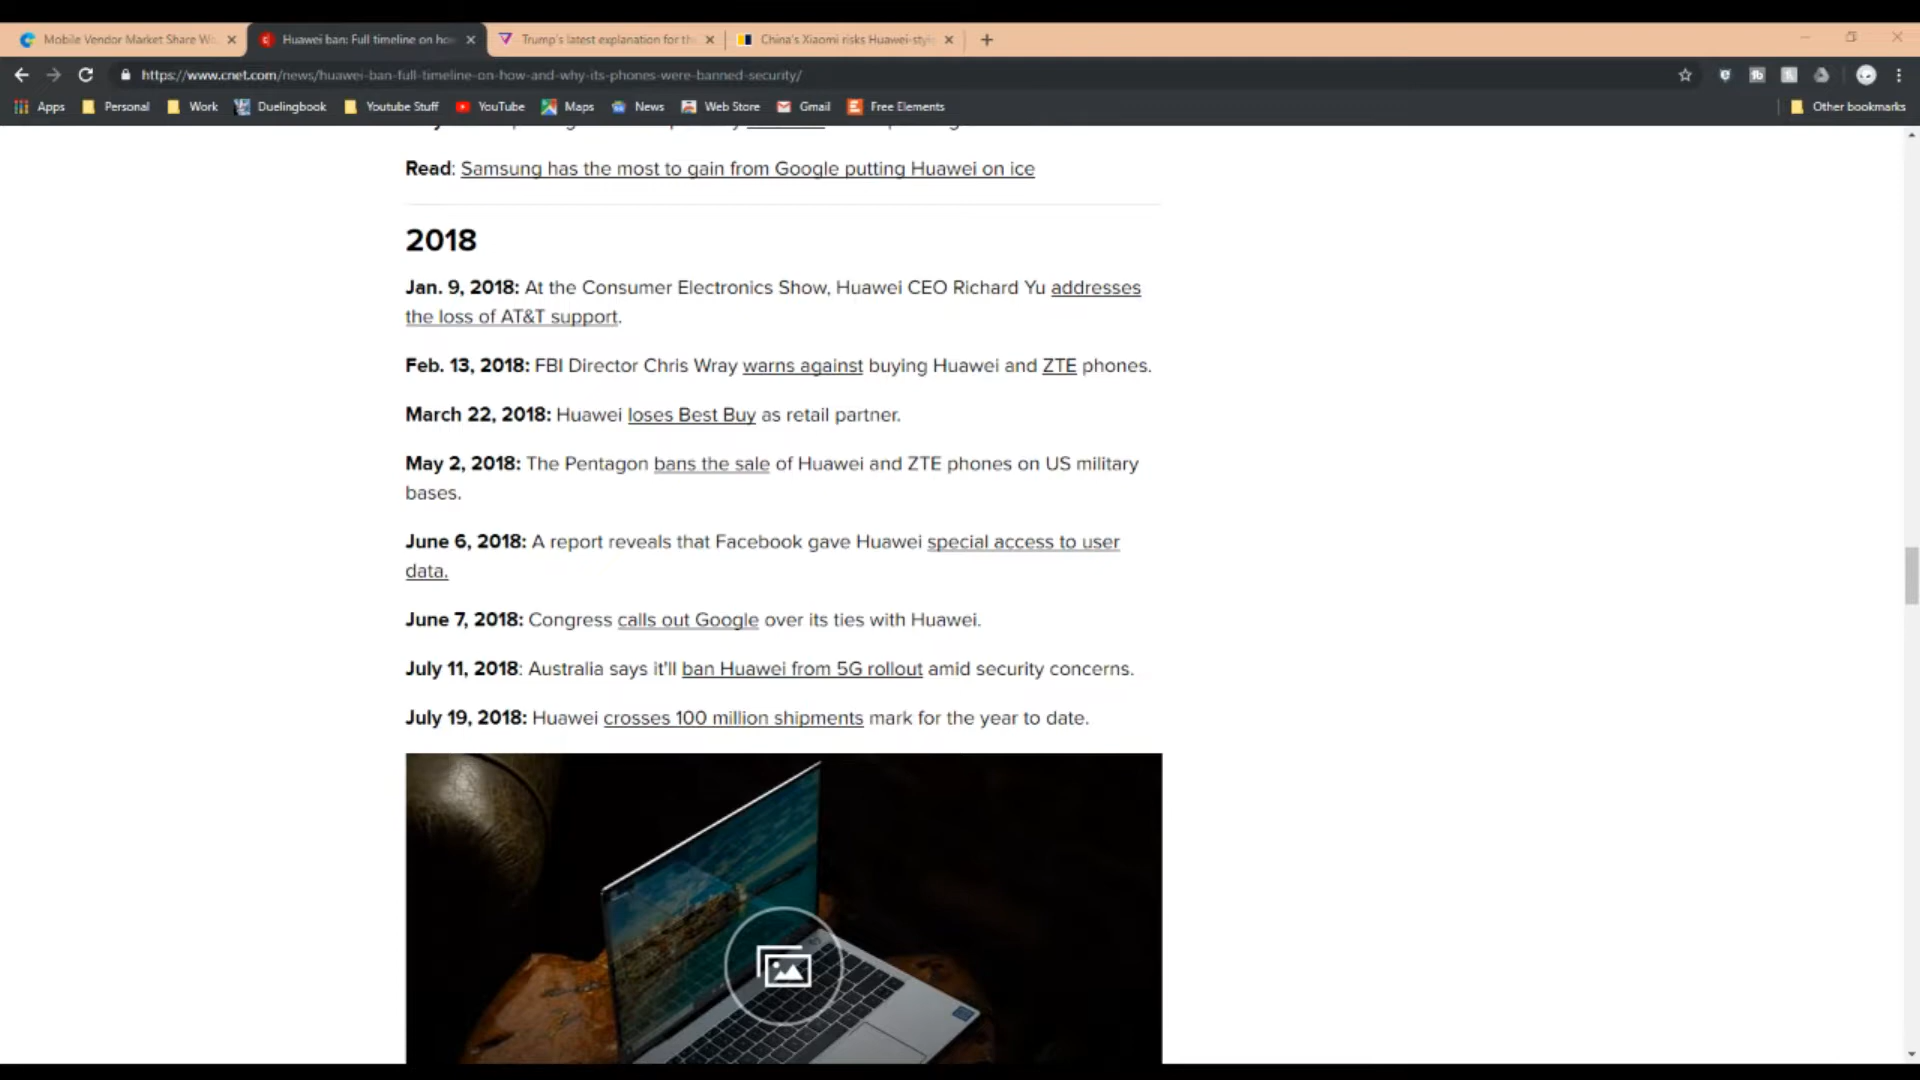 Mobile Vendor Market Share Wo
Huawei ban: Full timeline on ho
Trump's latest explanation for th
China's Xiaomi risks Huawei-styl
https://www.cnet.com/news/huawei-ban-full-timeline-on-how-and-why-its-phones-were-banned-security/
Apps Personal Work Duelingbook Youtube Stuff YouTube Maps News Web Store Gmail Free Elements Other bookmarks
Read: Samsung has the most to gain from Google putting Huawei on ice
2018
Jan. 9, 2018: At the Consumer Electronics Show, Huawei CEO Richard Yu addresses
the loss of AT&T support.
Feb. 13, 2018: FBI Director Chris Wray warns against buying Huawei and ZTE phones.
March 22, 2018: Huawei loses Best Buy as retail partner.
May 2, 2018: The Pentagon bans the sale of Huawei and ZTE phones on US military
bases.
June 6, 2018: A report reveals that Facebook gave Huawei special access to user
data.
June 7, 2018: Congress calls out Google over its ties with Huawei.
July 11, 2018: Australia says it'll ban Huawei from 5G rollout amid security concerns.
July 19, 2018: Huawei crosses 100 million shipments mark for the year to date.